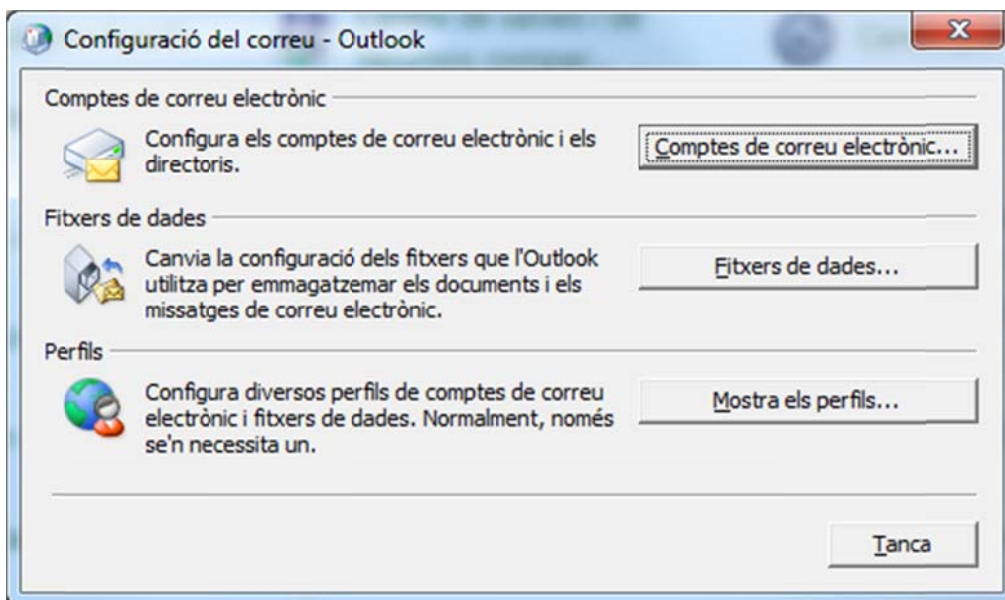 Configuració del correu - Outlook
Comptes de correu electrònic
Configura els comptes de correu electrònic i els
directoris.
Comptes de correu electrònic...
Fitxers de dades
Canvia la configuració dels fitxers que l'Outlook
utilitza per emmagatzemar els documents i els
missatges de correu electrònic.
Fitxers de dades...
Perfils
Configura diversos perfils de comptes de correu
electrònic i fitxers de dades. Normalment, només
se'n necessita un.
Mostra els perfils...
Tanca